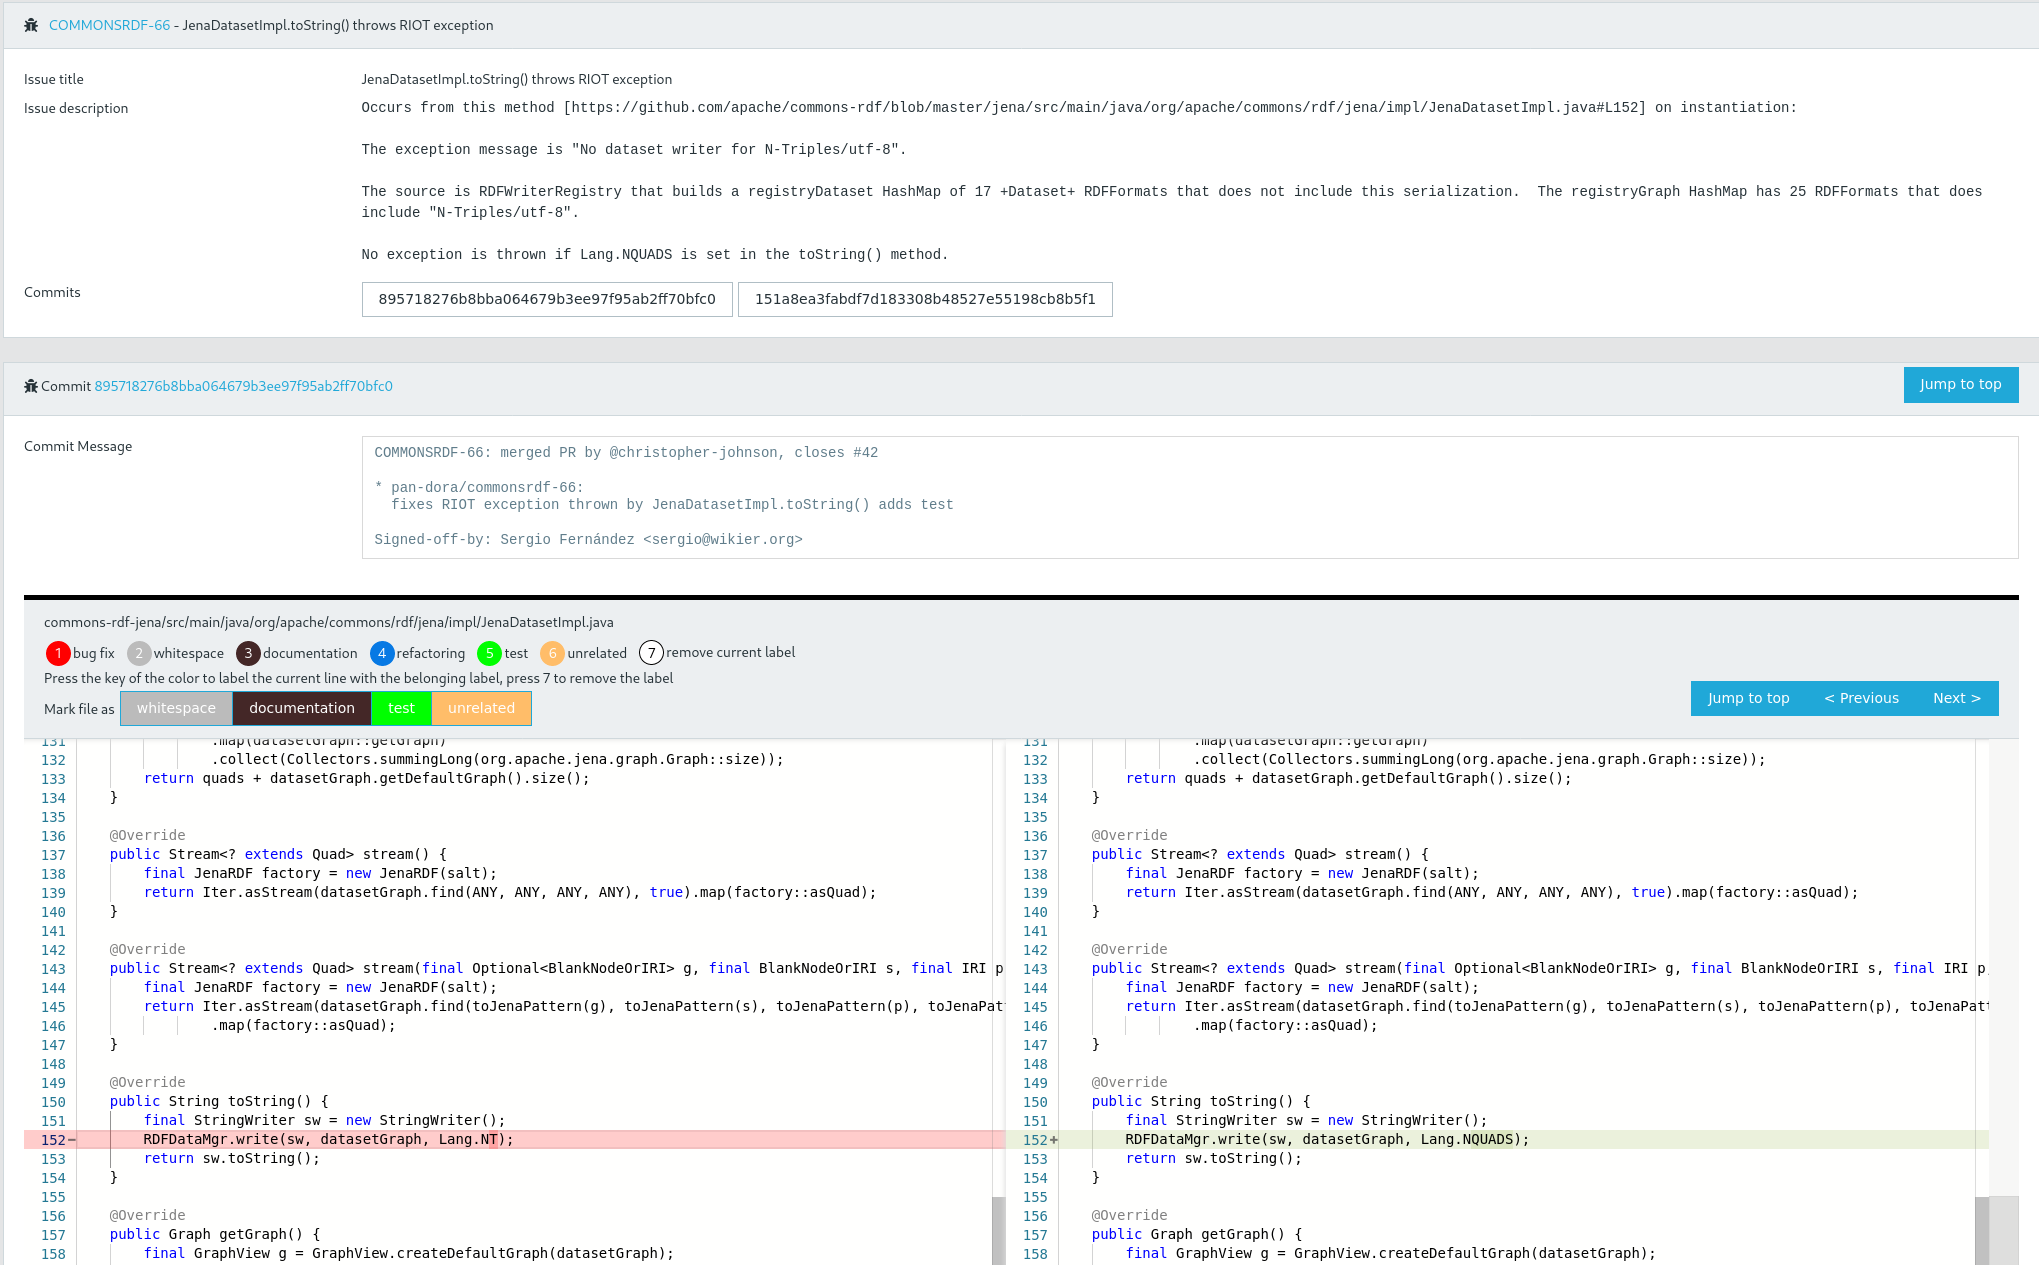 COMMONSRDF-66 - JenaDatasetImpl.toString() throws RIOT exception
Issue title JenaDatasetImpl.toString() throws RIOT exception
Issue description Occurs from this method [https://github.com/apache/commons-rdf/blob/master/jena/src/main/java/org/apache/commons/rdf/jena/impl/JenaDatasetImpl.java#L152] on instantiation:
The exception message is "No dataset writer for N-Triples/utf-8".
The source is RDFWriterRegistry that builds a registryDataset HashMap of 17 +Dataset+ RDFFormats that does not include this serialization.  The registryGraph HashMap has 25 RDFFormats that does
include "N-Triples/utf-8".
No exception is thrown if Lang.NQUADS is set in the toString() method.
Commits 895718276b8bba064679b3ee97f95ab2ff70bfc0 151a8ea3fabdf7d183308b48527e55198cb8b5f1
Commit 895718276b8bba064679b3ee97f95ab2ff70bfc0 Jump to top
Commit Message COMMONSRDF-66: merged PR by @christopher-johnson, closes #42
* pan-dora/commonsrdf-66:
fixes RIOT exception thrown by JenaDatasetImpl.toString() adds test
Signed-off-by: Sergio Fernández <sergio@wikier.org>
commons-rdf-jena/src/main/java/org/apache/commons/rdf/jena/impl/JenaDatasetImpl.java
1 bug fix 2 whitespace 3 documentation 4 refactoring 5 test 6 unrelated 7 remove current label
Press the key of the color to label the current line with the belonging label, press 7 to remove the label
Mark file as whitespace documentation test unrelated Jump to top < Previous Next >
131 .map(datasetGraph::getGraph)
132 .collect(Collectors.summingLong(org.apache.jena.graph.Graph::size));
133 return quads + datasetGraph.getDefaultGraph().size();
134 }
135
136 @Override
137 public Stream<? extends Quad> stream() {
138 final JenaRDF factory = new JenaRDF(salt);
139 return Iter.asStream(datasetGraph.find(ANY, ANY, ANY, ANY), true).map(factory::asQuad);
140 }
141
142 @Override
143 public Stream<? extends Quad> stream(final Optional<BlankNodeOrIRI> g, final BlankNodeOrIRI s, final IRI p
144 final JenaRDF factory = new JenaRDF(salt);
145 return Iter.asStream(datasetGraph.find(toJenaPattern(g), toJenaPattern(s), toJenaPattern(p), toJenaPat
146 .map(factory::asQuad);
147 }
148
149 @Override
150 public String toString() {
151 final StringWriter sw = new StringWriter();
152- RDFDataMgr.write(sw, datasetGraph, Lang.NT);
153 return sw.toString();
154 }
155
156 @Override
157 public Graph getGraph() {
158 final GraphView g = GraphView.createDefaultGraph(datasetGraph);
131 .map(datasetGraph::getGraph)
132 .collect(Collectors.summingLong(org.apache.jena.graph.Graph::size));
133 return quads + datasetGraph.getDefaultGraph().size();
134 }
135
136 @Override
137 public Stream<? extends Quad> stream() {
138 final JenaRDF factory = new JenaRDF(salt);
139 return Iter.asStream(datasetGraph.find(ANY, ANY, ANY, ANY), true).map(factory::asQuad);
140 }
141
142 @Override
143 public Stream<? extends Quad> stream(final Optional<BlankNodeOrIRI> g, final BlankNodeOrIRI s, final IRI p,
144 final JenaRDF factory = new JenaRDF(salt);
145 return Iter.asStream(datasetGraph.find(toJenaPattern(g), toJenaPattern(s), toJenaPattern(p), toJenaPatt
146 .map(factory::asQuad);
147 }
148
149 @Override
150 public String toString() {
151 final StringWriter sw = new StringWriter();
152+ RDFDataMgr.write(sw, datasetGraph, Lang.NQUADS);
153 return sw.toString();
154 }
155
156 @Override
157 public Graph getGraph() {
158 final GraphView g = GraphView.createDefaultGraph(datasetGraph);